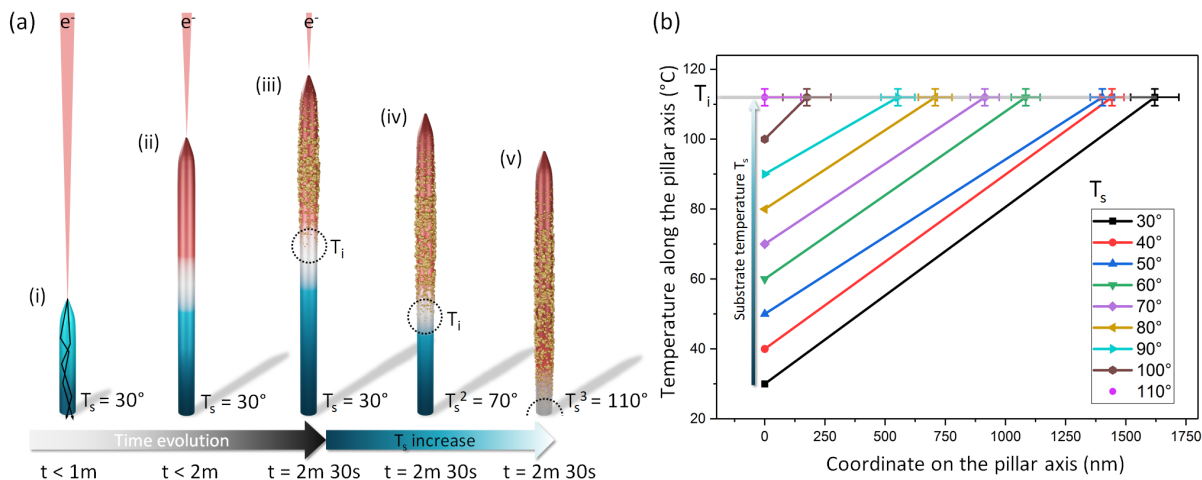 (a)
e⁻
e⁻
e⁻
(i)
(ii)
(iii)
(iv)
(v)
Tᵢ
Tᵢ
Tₛ = 30°
Tₛ = 30°
Tₛ = 30°
Tₛ² = 70°
Tₛ³ = 110°
Time evolution
Tₛ increase
t < 1m
t < 2m
t = 2m 30s
t = 2m 30s
t = 2m 30s
(b)
Temperature along the pillar axis (°C)
120
Tᵢ
100
80
60
40
20
Substrate temperature Tₛ
Tₛ
30°
40°
50°
60°
70°
80°
90°
100°
110°
0
250
500
750
1000
1250
1500
1750
Coordinate on the pillar axis (nm)